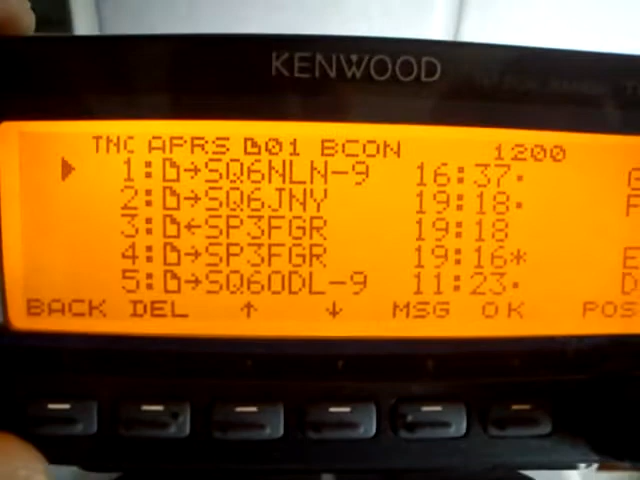 KENWOOD
TNC APRS 01 BCON 1200
1:→SQ6NLN-9 16:37·
2:→SQ6JNY 19:18·
3:←SP3FGR 19:18
4:→SP3FGR 19:16*
5:→SQ6ODL-9 11:23·
BACK DEL ↑ ↓ MSG OK POS